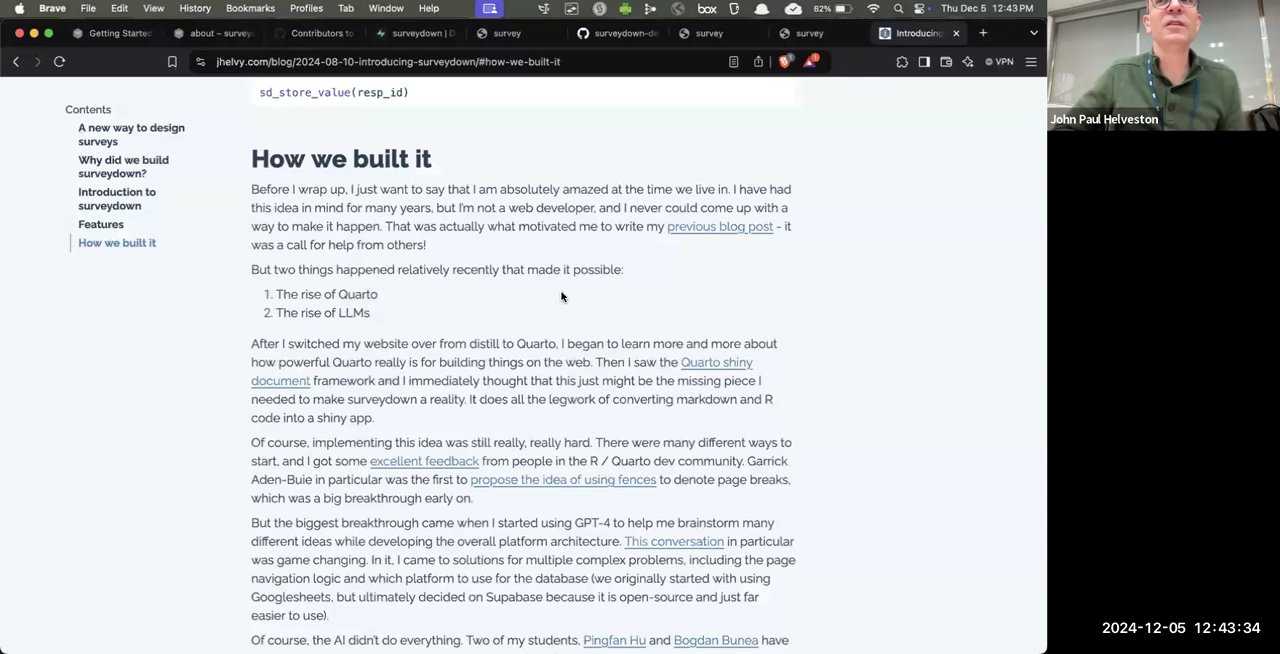 Brave File Edit View History Bookmarks Profiles Tab Window Help box 62% Thu Dec 5 12:43 PM
Getting Started about – survey Contributors to surveydown | D survey surveydown-de survey survey Introducing
jhelvy.com/blog/2024-08-10-introducing-surveydown/#how-we-built-it VPN
John Paul Helveston
Contents
A new way to design
surveys
Why did we build
surveydown?
Introduction to
surveydown
Features
How we built it
sd_store_value(resp_id)
How we built it
Before I wrap up, I just want to say that I am absolutely amazed at the time we live in. I have had
this idea in mind for many years, but I'm not a web developer, and I never could come up with a
way to make it happen. That was actually what motivated me to write my previous blog post - it
was a call for help from others!
But two things happened relatively recently that made it possible:
1. The rise of Quarto
2. The rise of LLMs
After I switched my website over from distill to Quarto, I began to learn more and more about
how powerful Quarto really is for building things on the web. Then I saw the Quarto shiny
document framework and I immediately thought that this just might be the missing piece I
needed to make surveydown a reality. It does all the legwork of converting markdown and R
code into a shiny app.
Of course, implementing this idea was still really, really hard. There were many different ways to
start, and I got some excellent feedback from people in the R / Quarto dev community. Garrick
Aden-Buie in particular was the first to propose the idea of using fences to denote page breaks,
which was a big breakthrough early on.
But the biggest breakthrough came when I started using GPT-4 to help me brainstorm many
different ideas while developing the overall platform architecture. This conversation in particular
was game changing. In it, I came to solutions for multiple complex problems, including the page
navigation logic and which platform to use for the database (we originally started with using
Googlesheets, but ultimately decided on Supabase because it is open-source and just far
easier to use).
Of course, the AI didn't do everything. Two of my students, Pingfan Hu and Bogdan Bunea have
2024-12-05 12:43:34